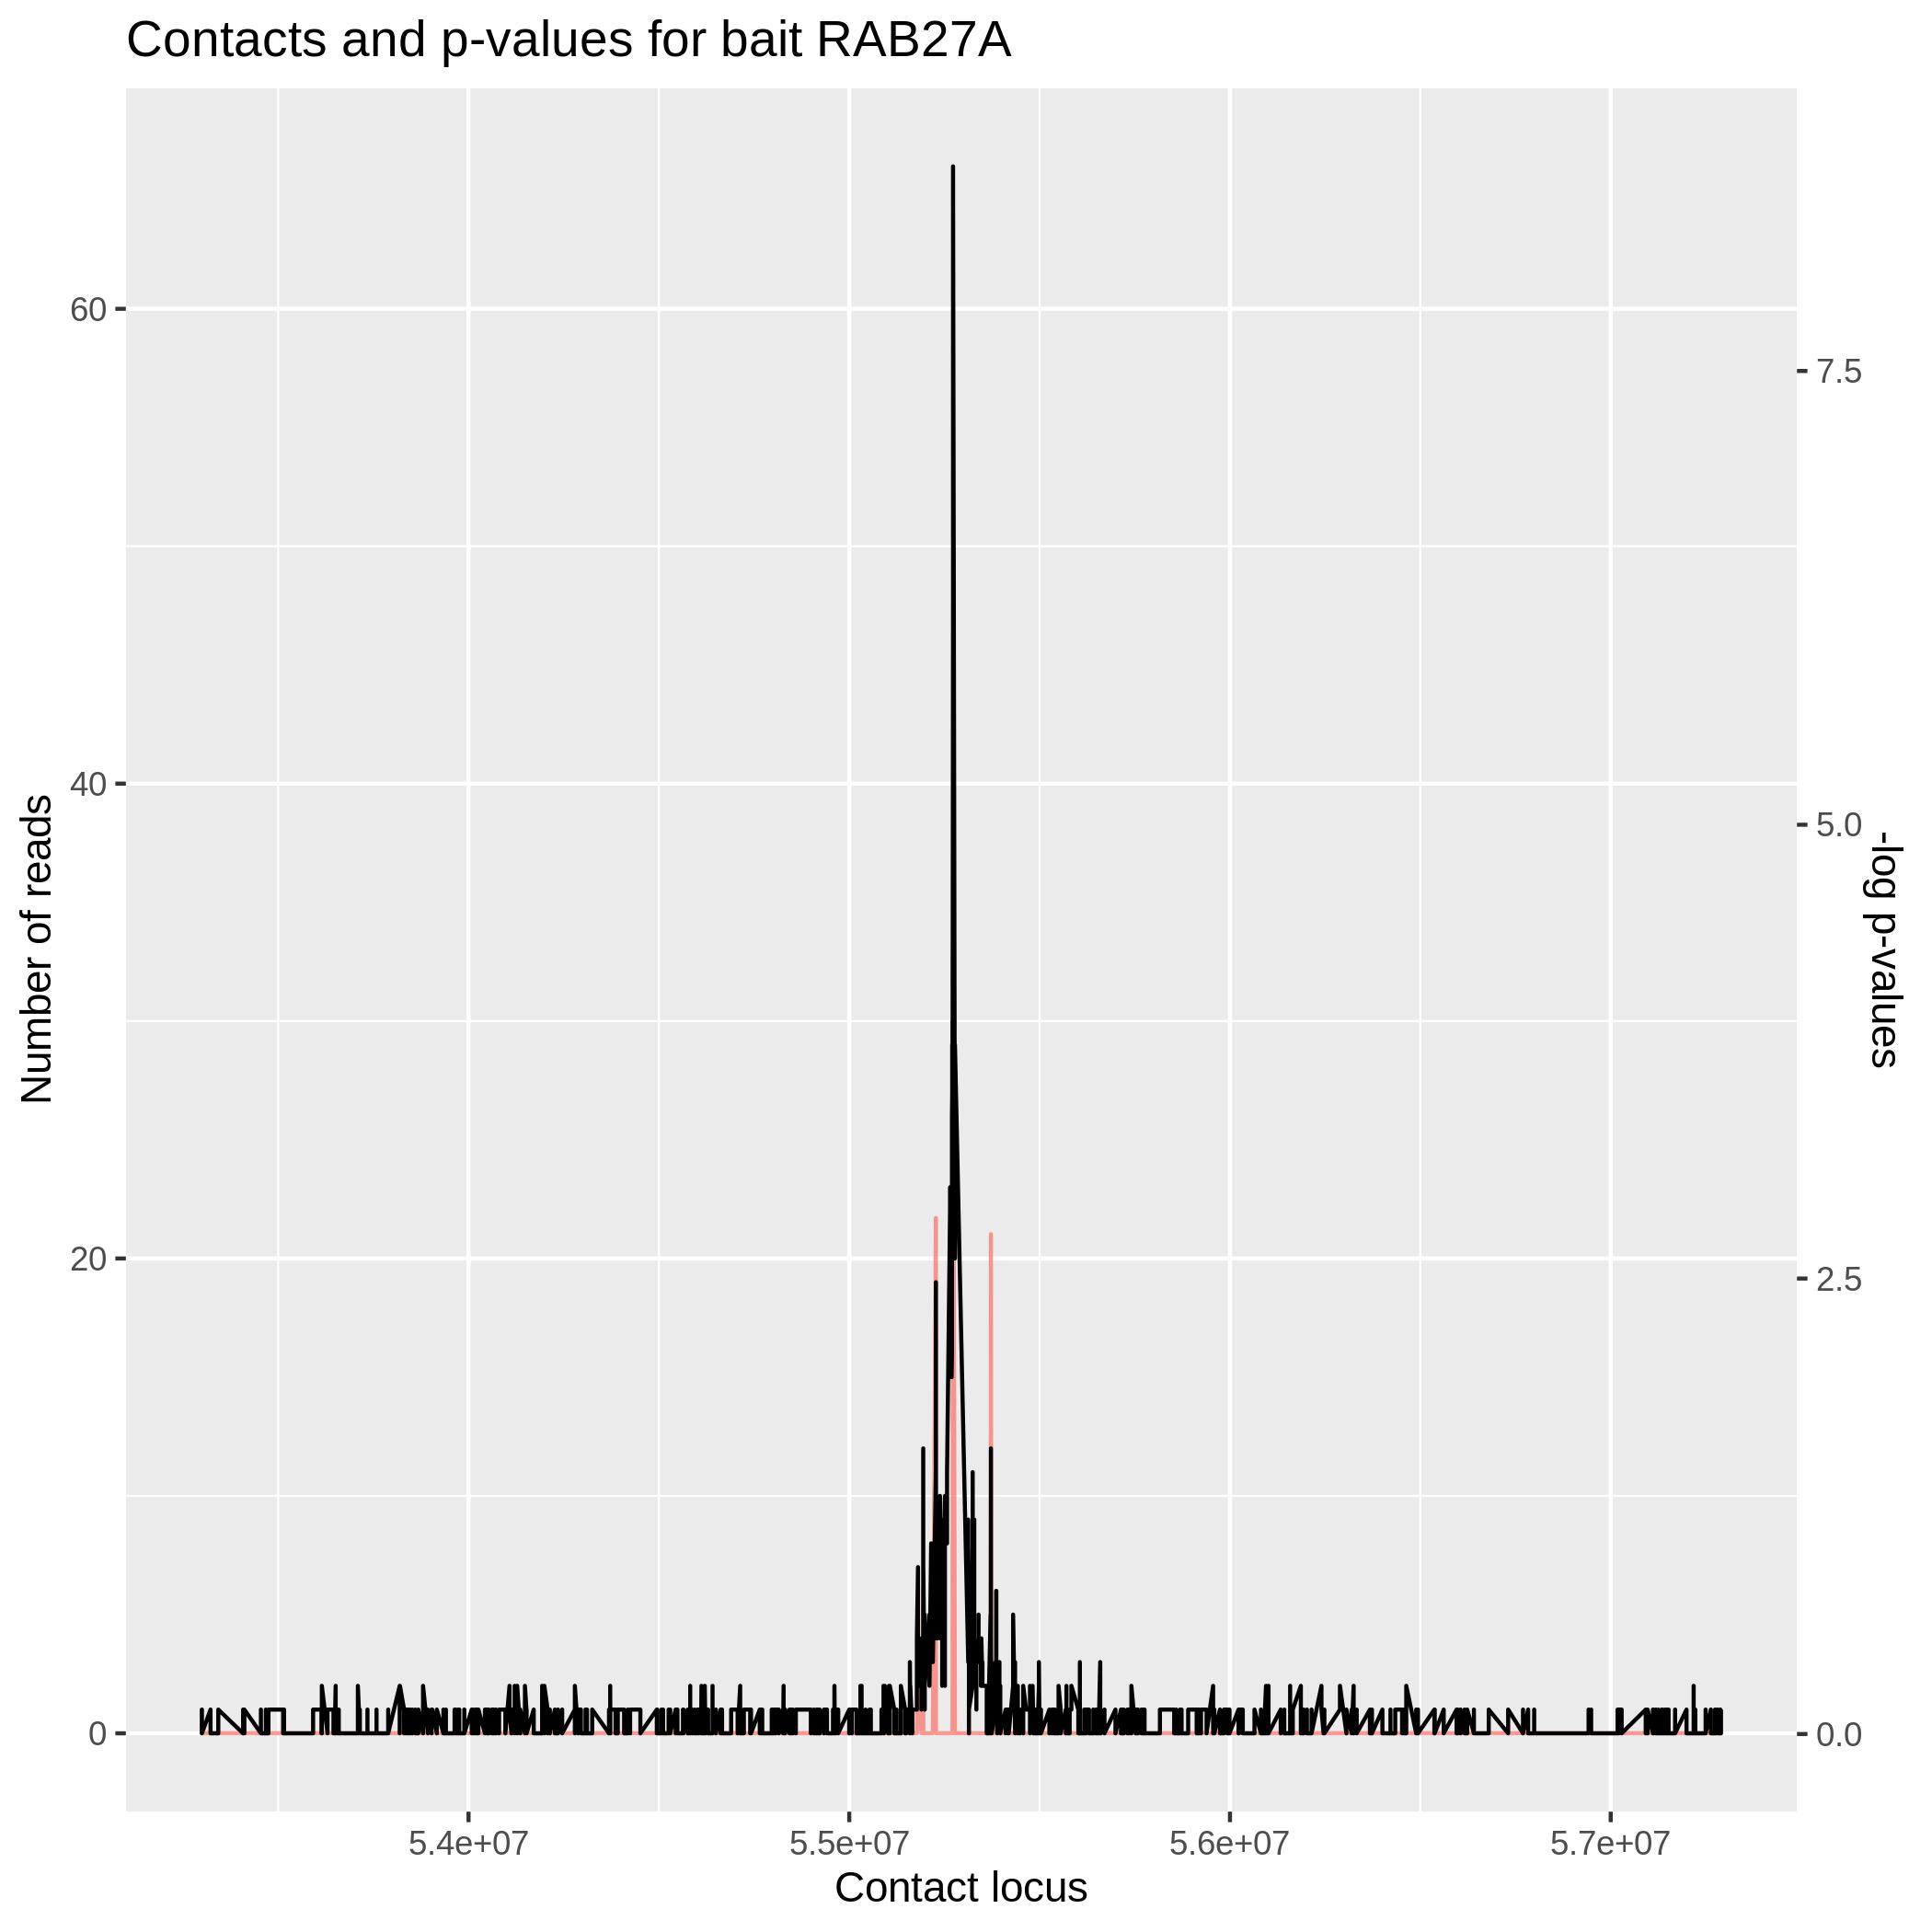 Contacts and p-values for bait RAB27A
Number of reads
60
40
20
0
7.5
5.0
2.5
0.0
-log p-values
5.4e+07
5.5e+07
5.6e+07
5.7e+07
Contact locus